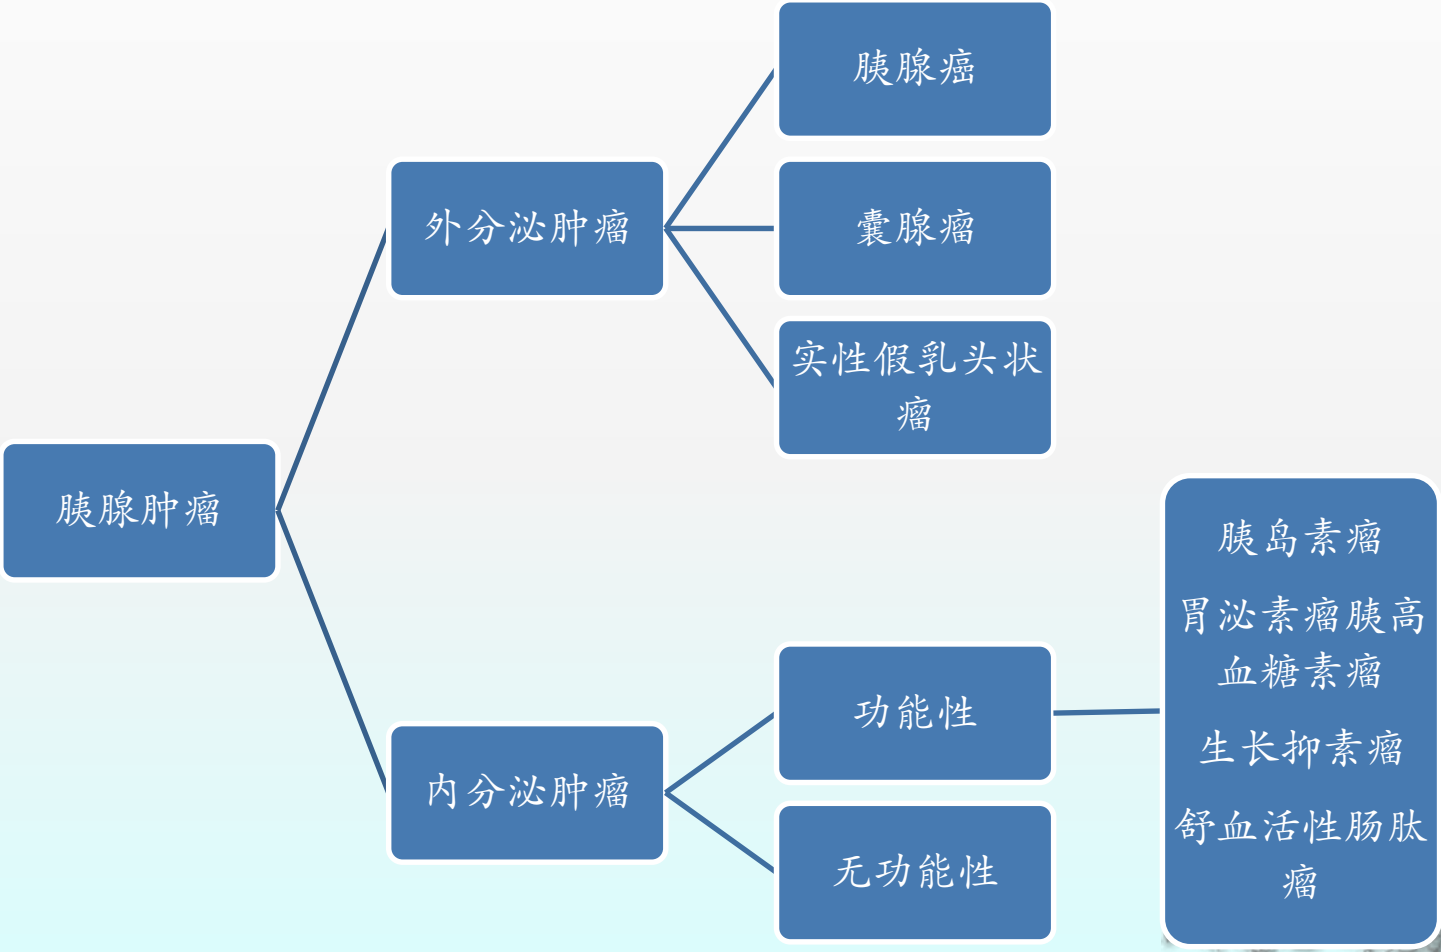 胰腺癌
外分泌肿瘤
囊腺瘤
实性假乳头状
瘤
胰腺肿瘤
胰岛素瘤
胃泌素瘤胰高
血糖素瘤
功能性
生长抑素瘤
内分泌肿瘤
舒血活性肠肽
瘤
无功能性